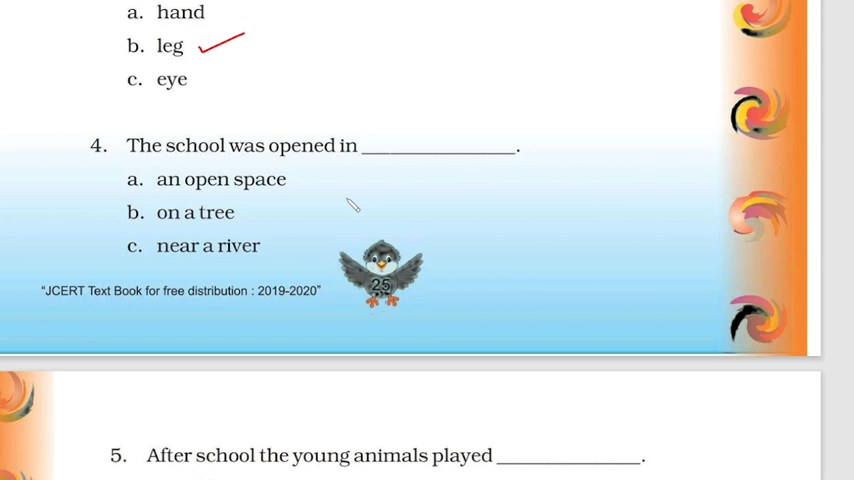 a. hand
b. leg
c. eye
4. The school was opened in _______________.
a. an open space
b. on a tree
c. near a river
25
"JCERT Text Book for free distribution : 2019-2020"
5. After school the young animals played ______________.